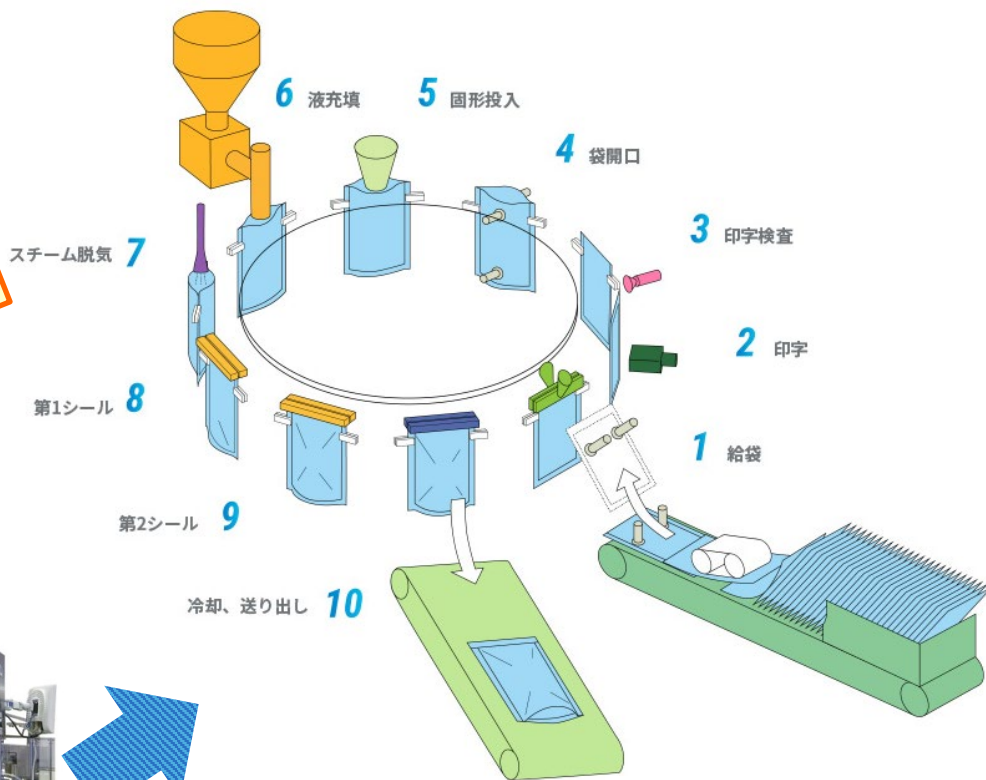 6 液充填
5 固形投入
4 袋開口
3 印字検査
スチーム脱気 7
2 印字
第1シール 8
1 給袋
第2シール 9
冷却、送り出し 10